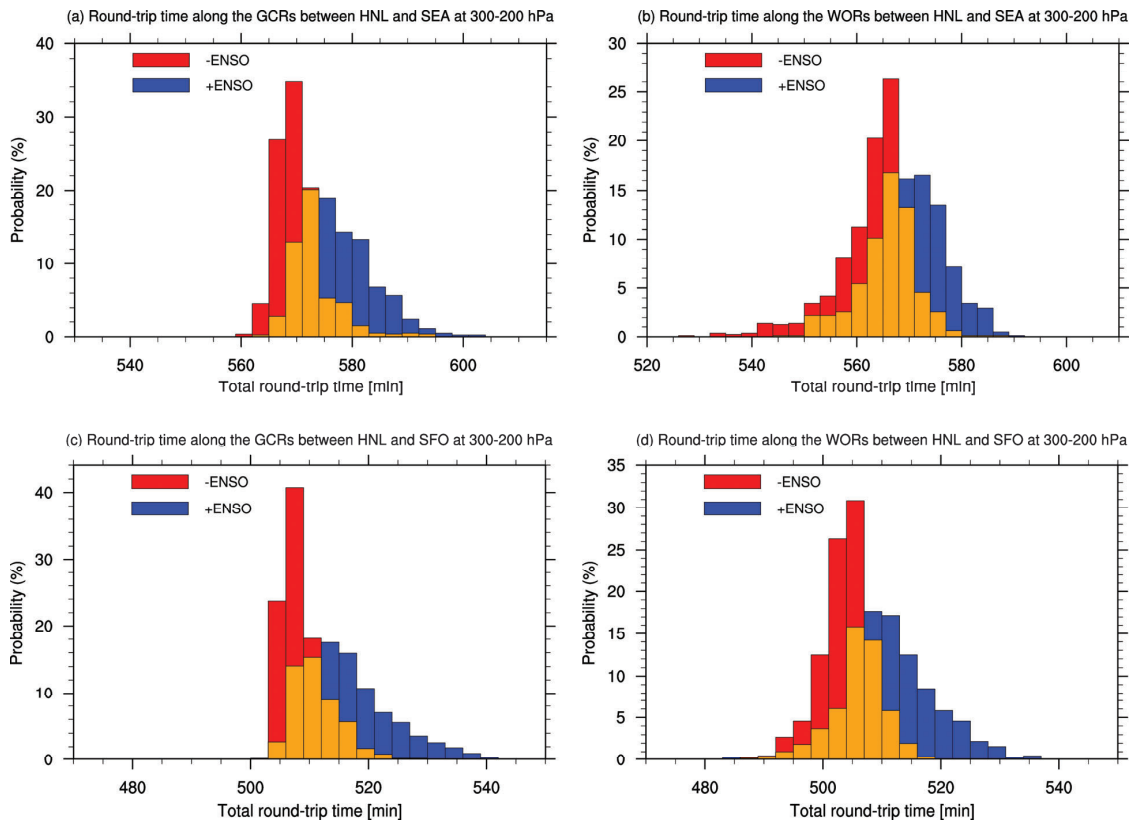 (a) Round-trip time along the GCRs between HNL and SEA at 300-200 hPa
40
30
20
10
0
Probability (%)
-ENSO
+ENSO
540 560 580 600
Total round-trip time [min]
(b) Round-trip time along the WORs between HNL and SEA at 300-200 hPa
30
25
20
15
10
5
0
Probability (%)
-ENSO
+ENSO
520 540 560 580 600
Total round-trip time [min]
(c) Round-trip time along the GCRs between HNL and SFO at 300-200 hPa
40
30
20
10
0
Probability (%)
-ENSO
+ENSO
480 500 520 540
Total round-trip time [min]
(d) Round-trip time along the WORs between HNL and SFO at 300-200 hPa
35
30
25
20
15
10
5
0
Probability (%)
-ENSO
+ENSO
480 500 520 540
Total round-trip time [min]